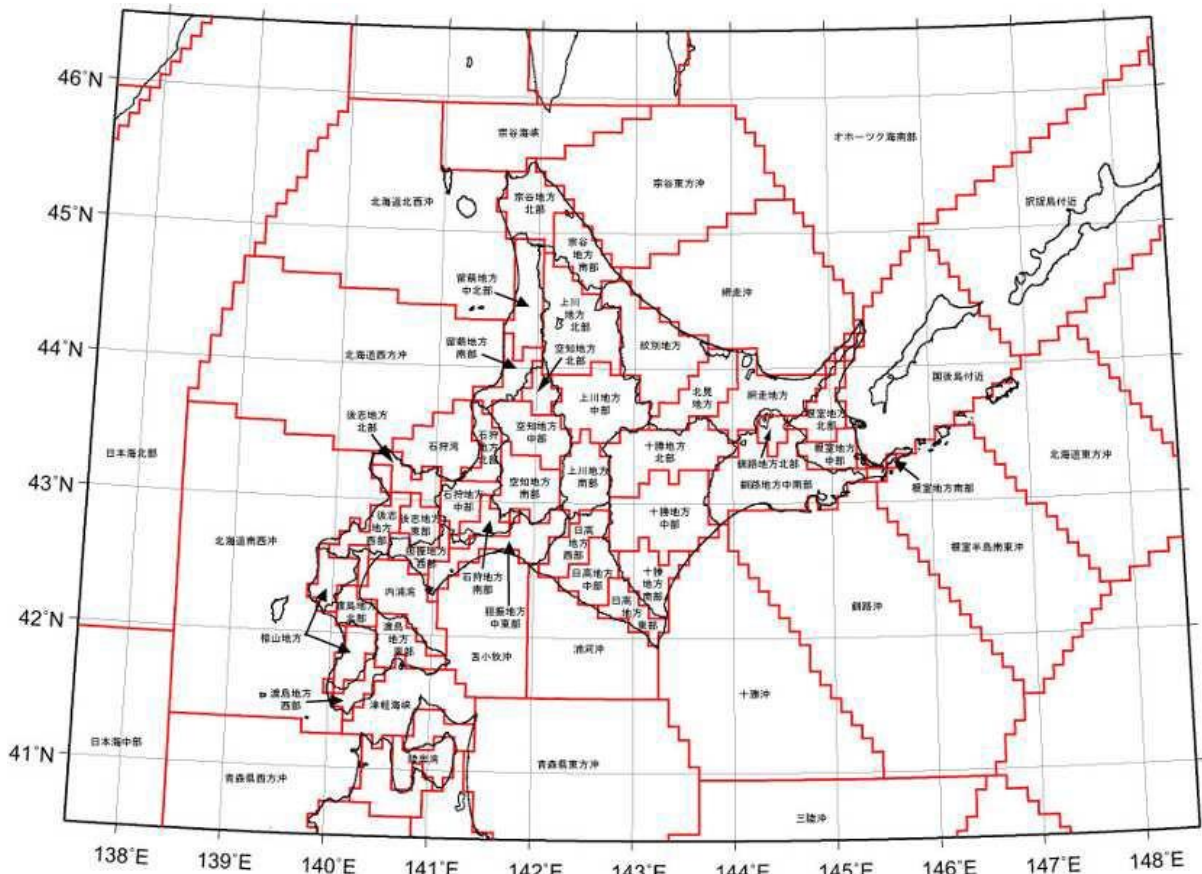 46°N
45°N
44°N
43°N
42°N
41°N
宗谷海峡
オホーツク海南部
宗谷東方沖
北海道北西沖
宗谷地方
北部
択捉島付近
宗谷
地方
南部
留萌地方
中北部
上川
地方
北部
網走沖
留萌地方
南部
空知地方
北部
紋別地方
北海道西方沖
国後島付近
北見
地方
網走地方
上川地方
中部
後志地方
北部
石狩湾
石狩
地方
北部
空知地方
中部
根室地方
北部
日本海北部
十勝地方
北部
根室地方
中部
北海道東方沖
上川地方
南部
釧路地方北部
空知地方
南部
釧路地方中南部
根室地方南部
石狩地方
中部
後志
地方
西部
後志地方
東部
十勝地方
中部
北海道南西沖
日高
地方
西部
根室半島南東沖
胆振地方
西部
石狩地方
南部
日高地方
中部
十勝
地方
南部
内浦湾
胆振地方
中東部
日高
地方
東部
釧路沖
渡島地方
北部
檜山地方
渡島
地方
東部
苫小牧沖
浦河沖
十勝沖
渡島地方
西部
津軽海峡
日本海中部
陸奥湾
青森県西方沖
青森県東方沖
三陸沖
138°E
139°E
140°E
141°E
142°E
143°E
144°E
145°E
146°E
147°E
148°E